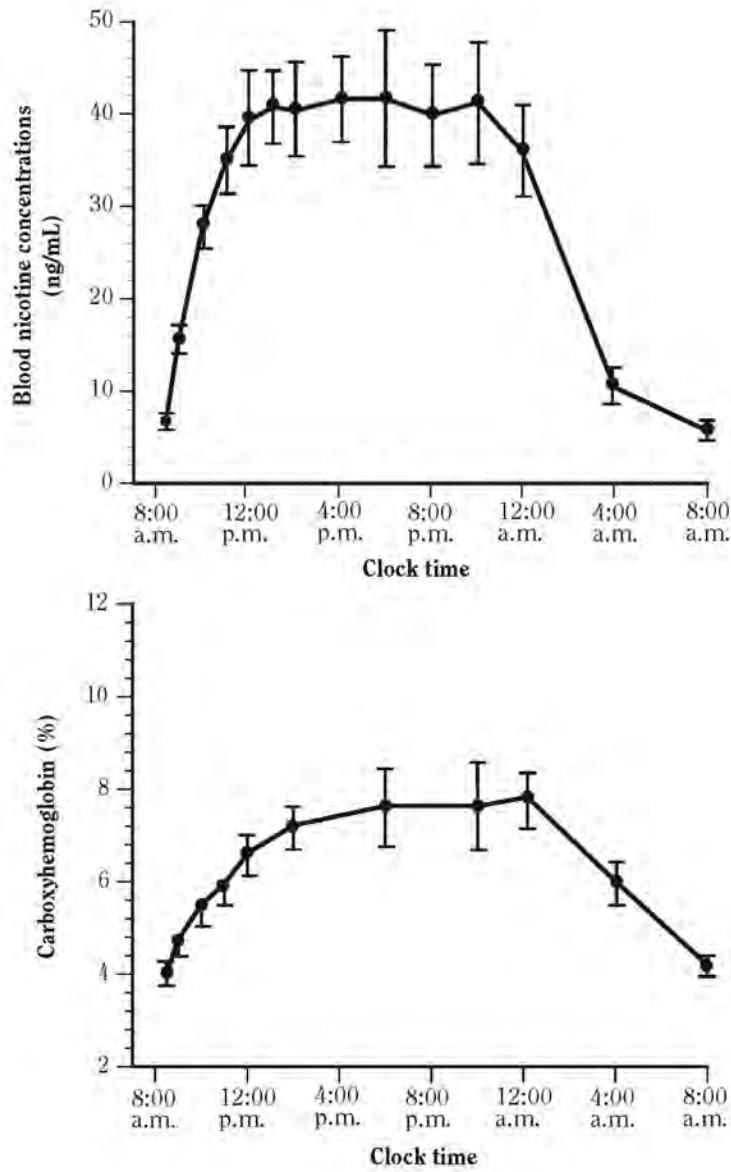 Blood nicotine concentrations
(ng/mL)
50
40
30
20
10
0
8:00 12:00 4:00 8:00 12:00 4:00 8:00
a.m. p.m. p.m. p.m. a.m. a.m. a.m.
Clock time
Carboxyhemoglobin (%)
12
10
8
6
4
2
8:00 12:00 4:00 8:00 12:00 4:00 8:00
a.m. p.m. p.m. p.m. a.m. a.m. a.m.
Clock time